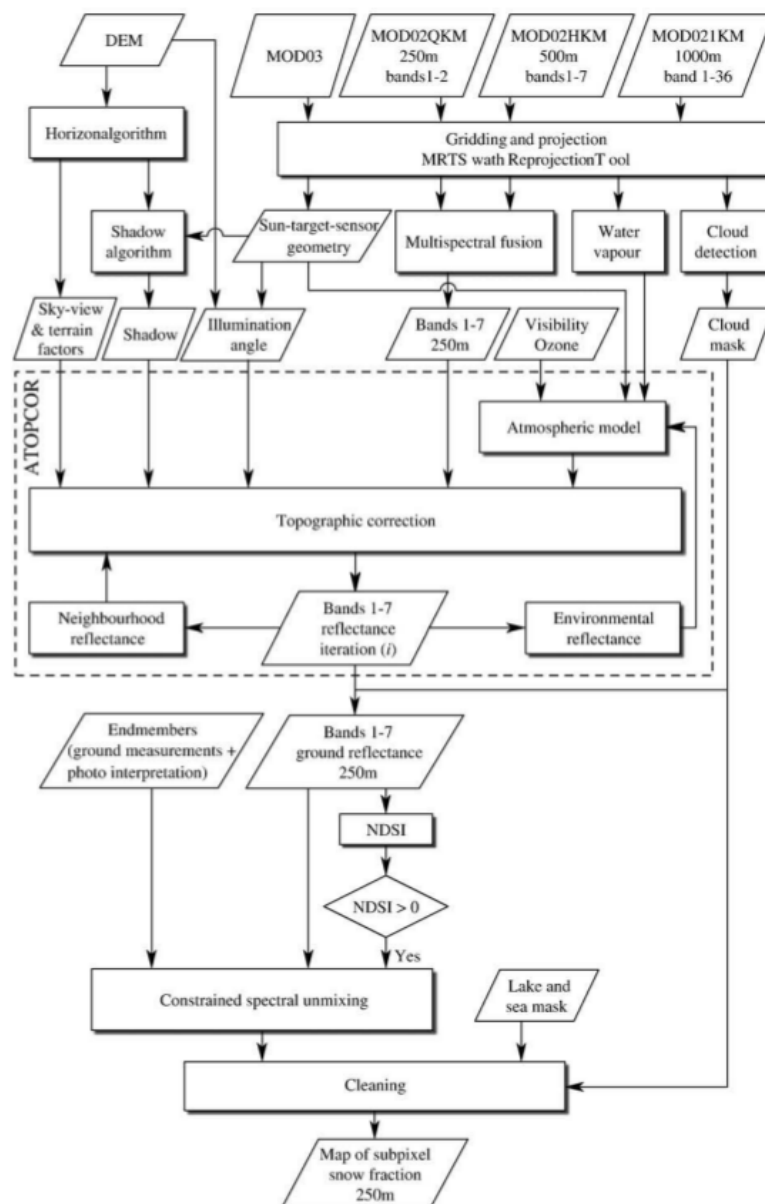 DEM
MOD03
MOD02QKM
250m
bands1-2
MOD02HKM
500m
bands1-7
MOD021KM
1000m
band 1-36
Horizonalgorithm
Gridding and projection
MRTS wath ReprojectionT ool
Shadow
algorithm
Sun-target-sensor
geometry
Multispectral fusion
Water
vapour
Cloud
detection
Sky-view
& terrain
factors
Shadow
Illumination
angle
Bands 1-7
250m
Visibility
Ozone
Cloud
mask
ATOPCOR
Atmospheric model
Topographic correction
Neighbourhood
reflectance
Bands 1-7
reflectance
iteration (i)
Environmental
reflectance
Endmembers
(ground measurements +
photo interpretation)
Bands 1-7
ground reflectance
250m
NDSI
NDSI > 0
Yes
Constrained spectral unmixing
Lake and
sea mask
Cleaning
Map of subpixel
snow fraction
250m